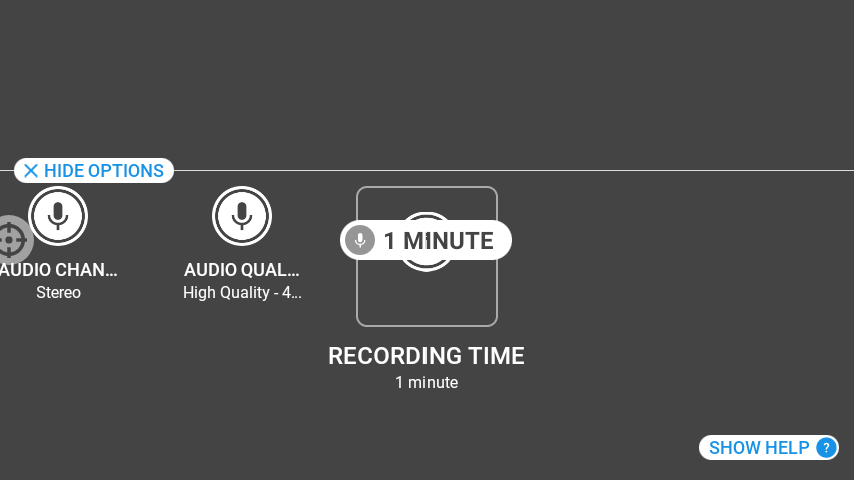 HIDE OPTIONS
AUDIO CHAN...
Stereo
AUDIO QUAL...
High Quality - 4...
1 MINUTE
RECORDING TIME
1 minute
SHOW HELP ?